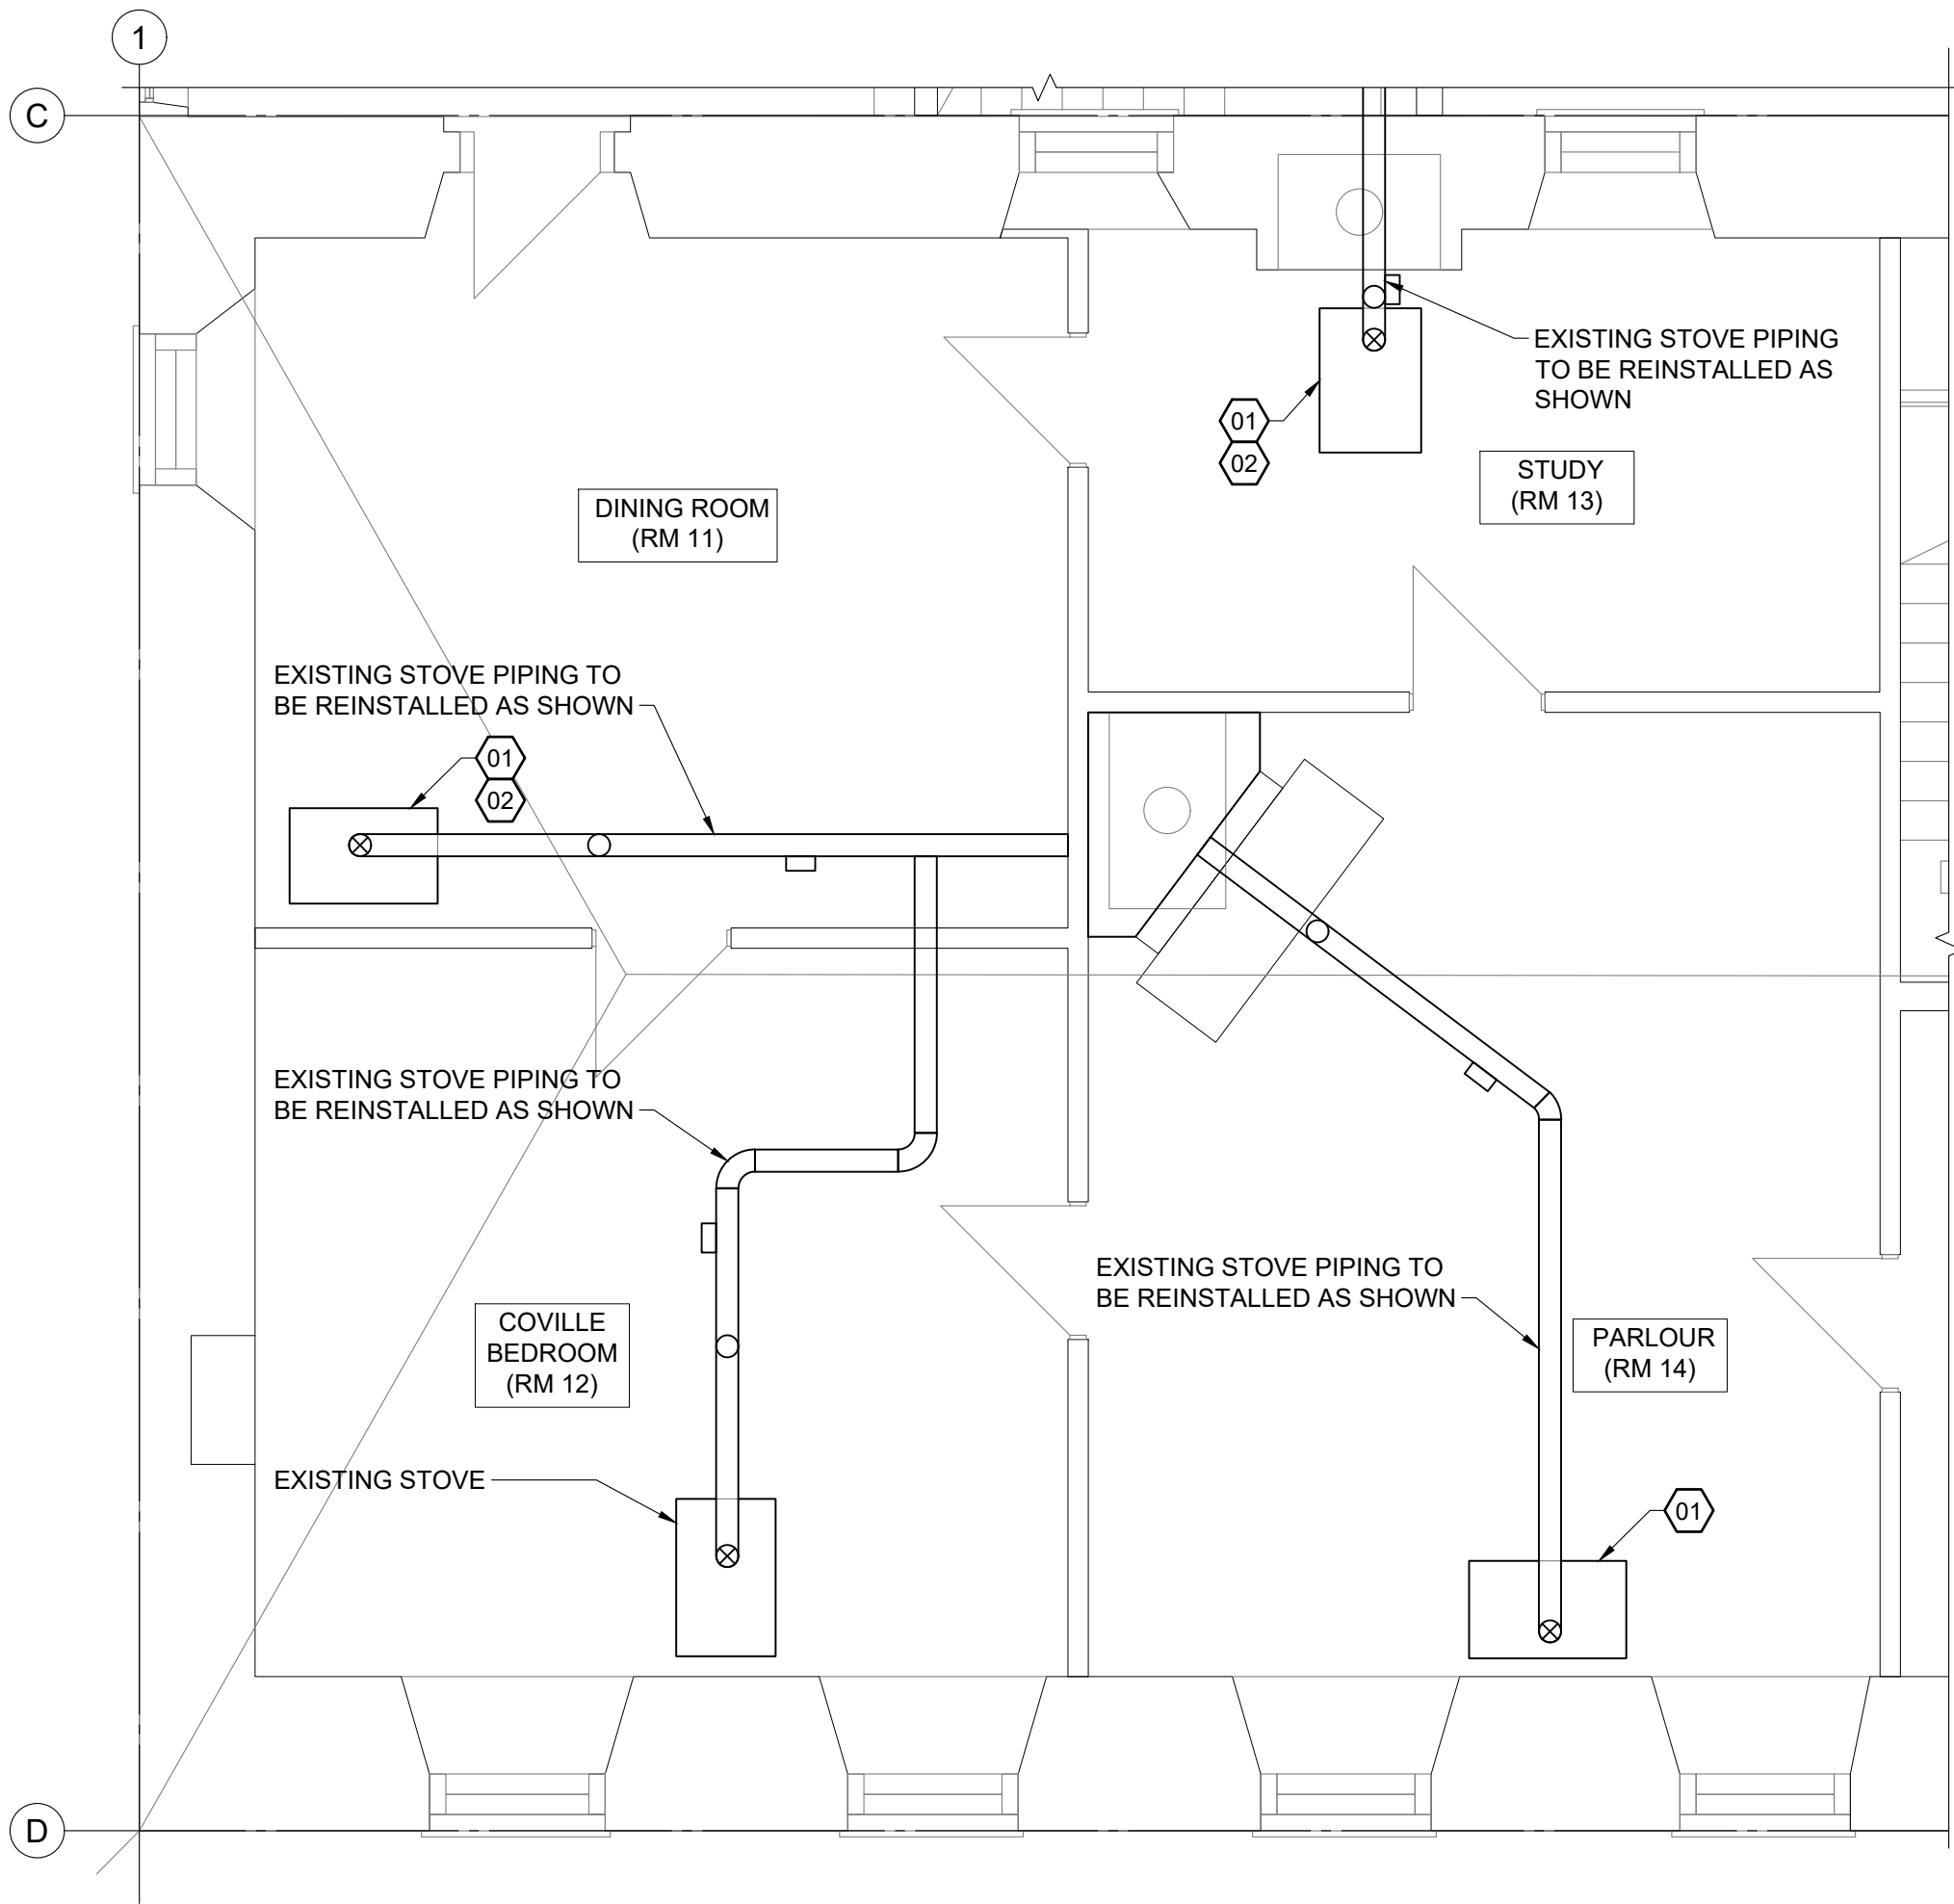 1
C
EXISTING STOVE PIPING
TO BE REINSTALLED AS
SHOWN
01
02
STUDY
(RM 13)
DINING ROOM
(RM 11)
EXISTING STOVE PIPING TO
BE REINSTALLED AS SHOWN
01
02
EXISTING STOVE PIPING TO
BE REINSTALLED AS SHOWN
EXISTING STOVE PIPING TO
BE REINSTALLED AS SHOWN
COVILLE
BEDROOM
(RM 12)
PARLOUR
(RM 14)
EXISTING STOVE
01
D